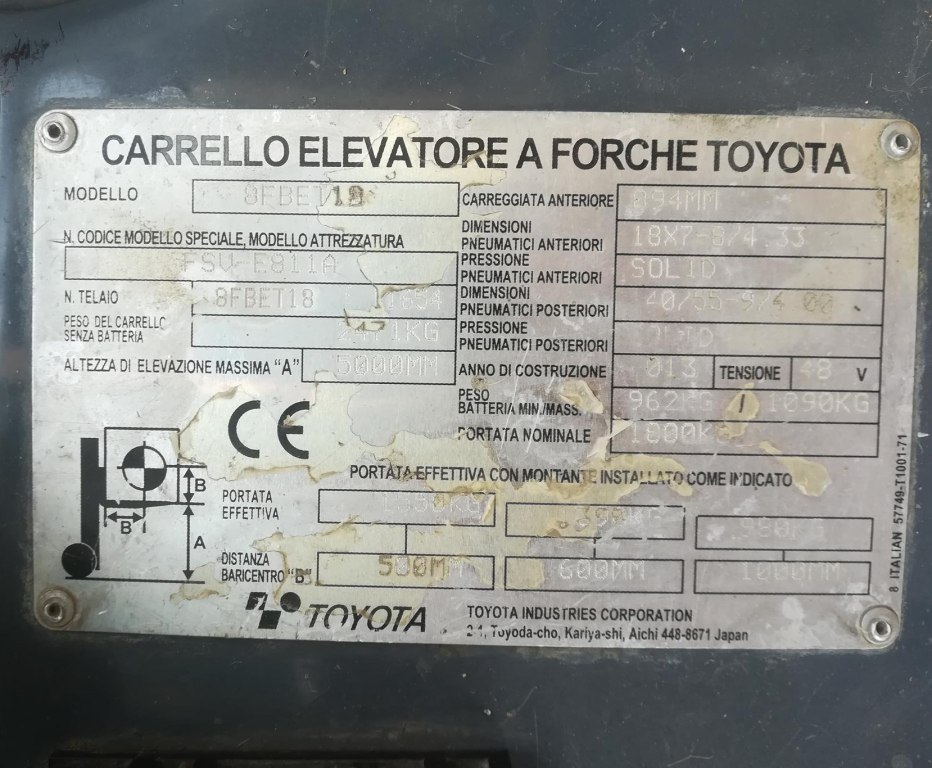 CARRELLO ELEVATORE A FORCHE TOYOTA
MODELLO 8FBET18
N. CODICE MODELLO SPECIALE, MODELLO ATTREZZATURA
FSV-E811A
N. TELAIO 8FBET18
PESO DEL CARRELLO
SENZA BATTERIA
ALTEZZA DI ELEVAZIONE MASSIMA “A” 5000MM
CARREGGIATA ANTERIORE 894MM
DIMENSIONI
PNEUMATICI ANTERIORI 18X7-8/4.33
PRESSIONE
PNEUMATICI ANTERIORI SOLID
DIMENSIONI
PNEUMATICI POSTERIORI
PRESSIONE
PNEUMATICI POSTERIORI
ANNO DI COSTRUZIONE 013 TENSIONE 48 V
PESO
BATTERIA MIN./MASS. 962KG / 1090KG
PORTATA NOMINALE
CE
PORTATA EFFETTIVA CON MONTANTE INSTALLATO COME INDICATO
B
B
A
PORTATA
EFFETTIVA
DISTANZA
BARICENTRO “B” 500MM 600MM 1000MM
TOYOTA
TOYOTA INDUSTRIES CORPORATION
2-1, Toyoda-cho, Kariya-shi, Aichi 448-8671 Japan
8 ITALIAN 57749-T1001-71